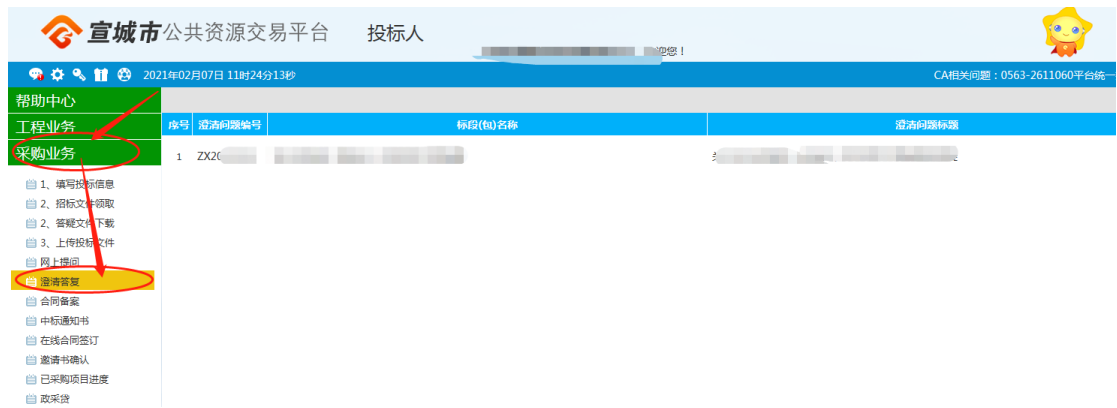 宣城市公共资源交易平台 投标人
迎您！
2021年02月07日 11时24分13秒 CA相关问题：0563-2611060平台统一
帮助中心
工程业务
序号 澄清问题编号 标段(包)名称 澄清问题标题
采购业务
1 ZX20
1、填写投标信息
2、招标文件领取
2、答疑文件下载
3、上传投标文件
网上提问
澄清答复
合同备案
中标通知书
在线合同签订
邀请书确认
已采购项目进度
政采贷